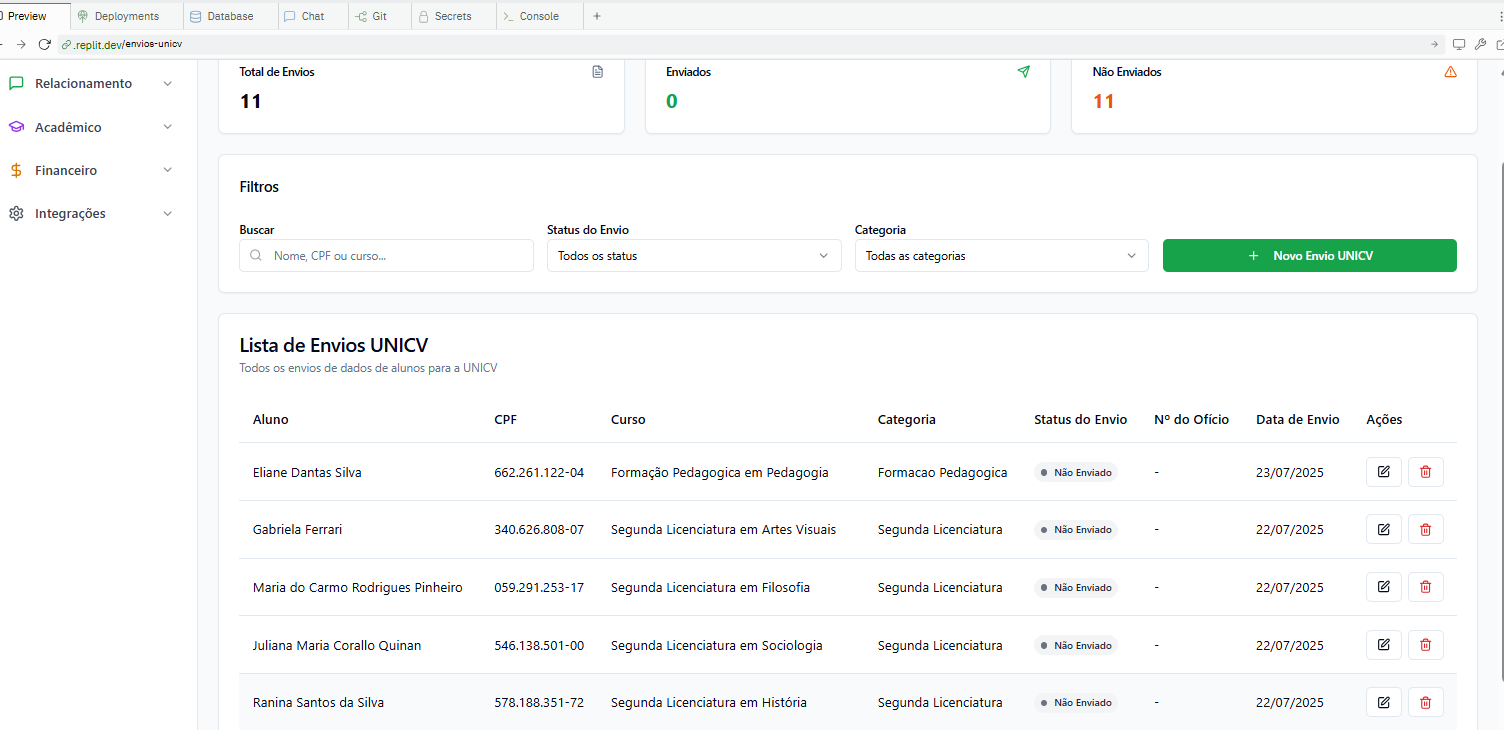 Preview
Deployments
Database
Chat
Git
Secrets
Console
.replit.dev/envios-unicv
Relacionamento
Acadêmico
Financeiro
Integrações
Total de Envios
11
Enviados
0
Não Enviados
11
Filtros
Buscar
Nome, CPF ou curso...
Status do Envio
Todos os status
Categoria
Todas as categorias
+ Novo Envio UNICV
Lista de Envios UNICV
Todos os envios de dados de alunos para a UNICV
Aluno CPF Curso Categoria Status do Envio Nº do Ofício Data de Envio Ações
Eliane Dantas Silva 662.261.122-04 Formação Pedagogica em Pedagogia Formacao Pedagogica Não Enviado - 23/07/2025
Gabriela Ferrari 340.626.808-07 Segunda Licenciatura em Artes Visuais Segunda Licenciatura Não Enviado - 22/07/2025
Maria do Carmo Rodrigues Pinheiro 059.291.253-17 Segunda Licenciatura em Filosofia Segunda Licenciatura Não Enviado - 22/07/2025
Juliana Maria Corallo Quinan 546.138.501-00 Segunda Licenciatura em Sociologia Segunda Licenciatura Não Enviado - 22/07/2025
Ranina Santos da Silva 578.188.351-72 Segunda Licenciatura em História Segunda Licenciatura Não Enviado - 22/07/2025